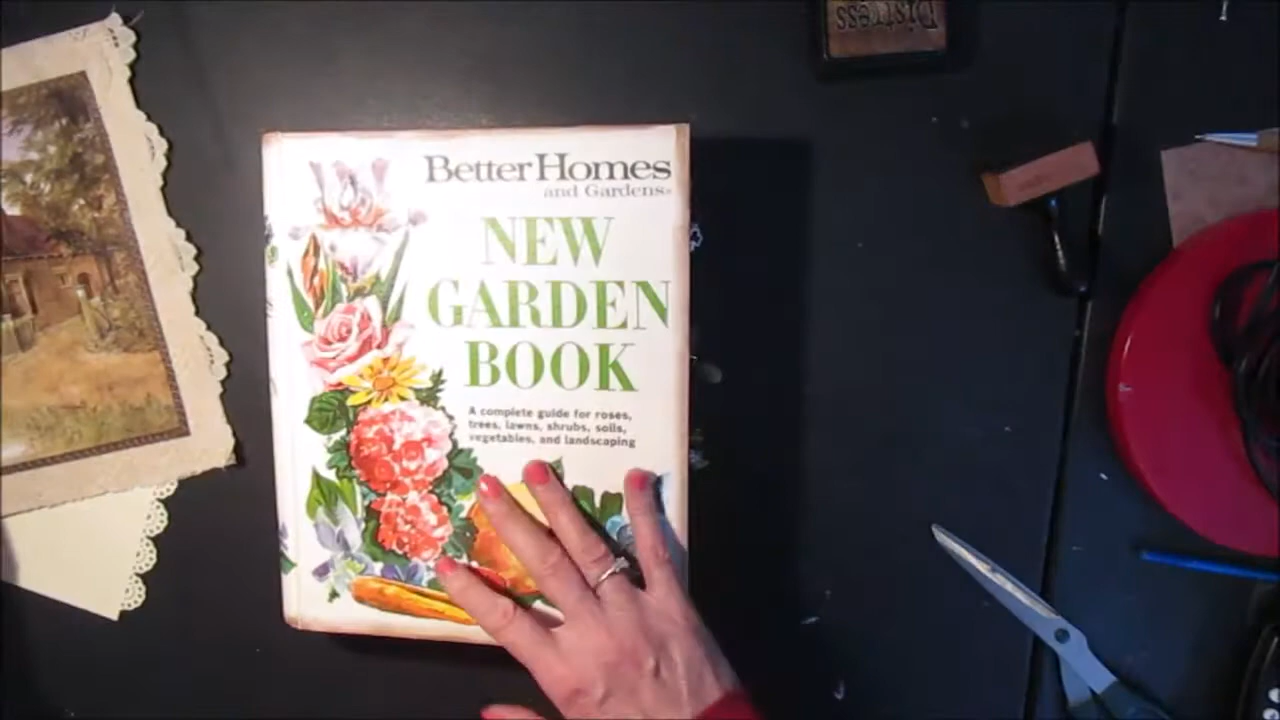 Distress
Better Homes
and Gardens®
NEW
GARDEN
BOOK
A complete guide for roses,
trees, lawns, shrubs, soils,
vegetables, and landscaping